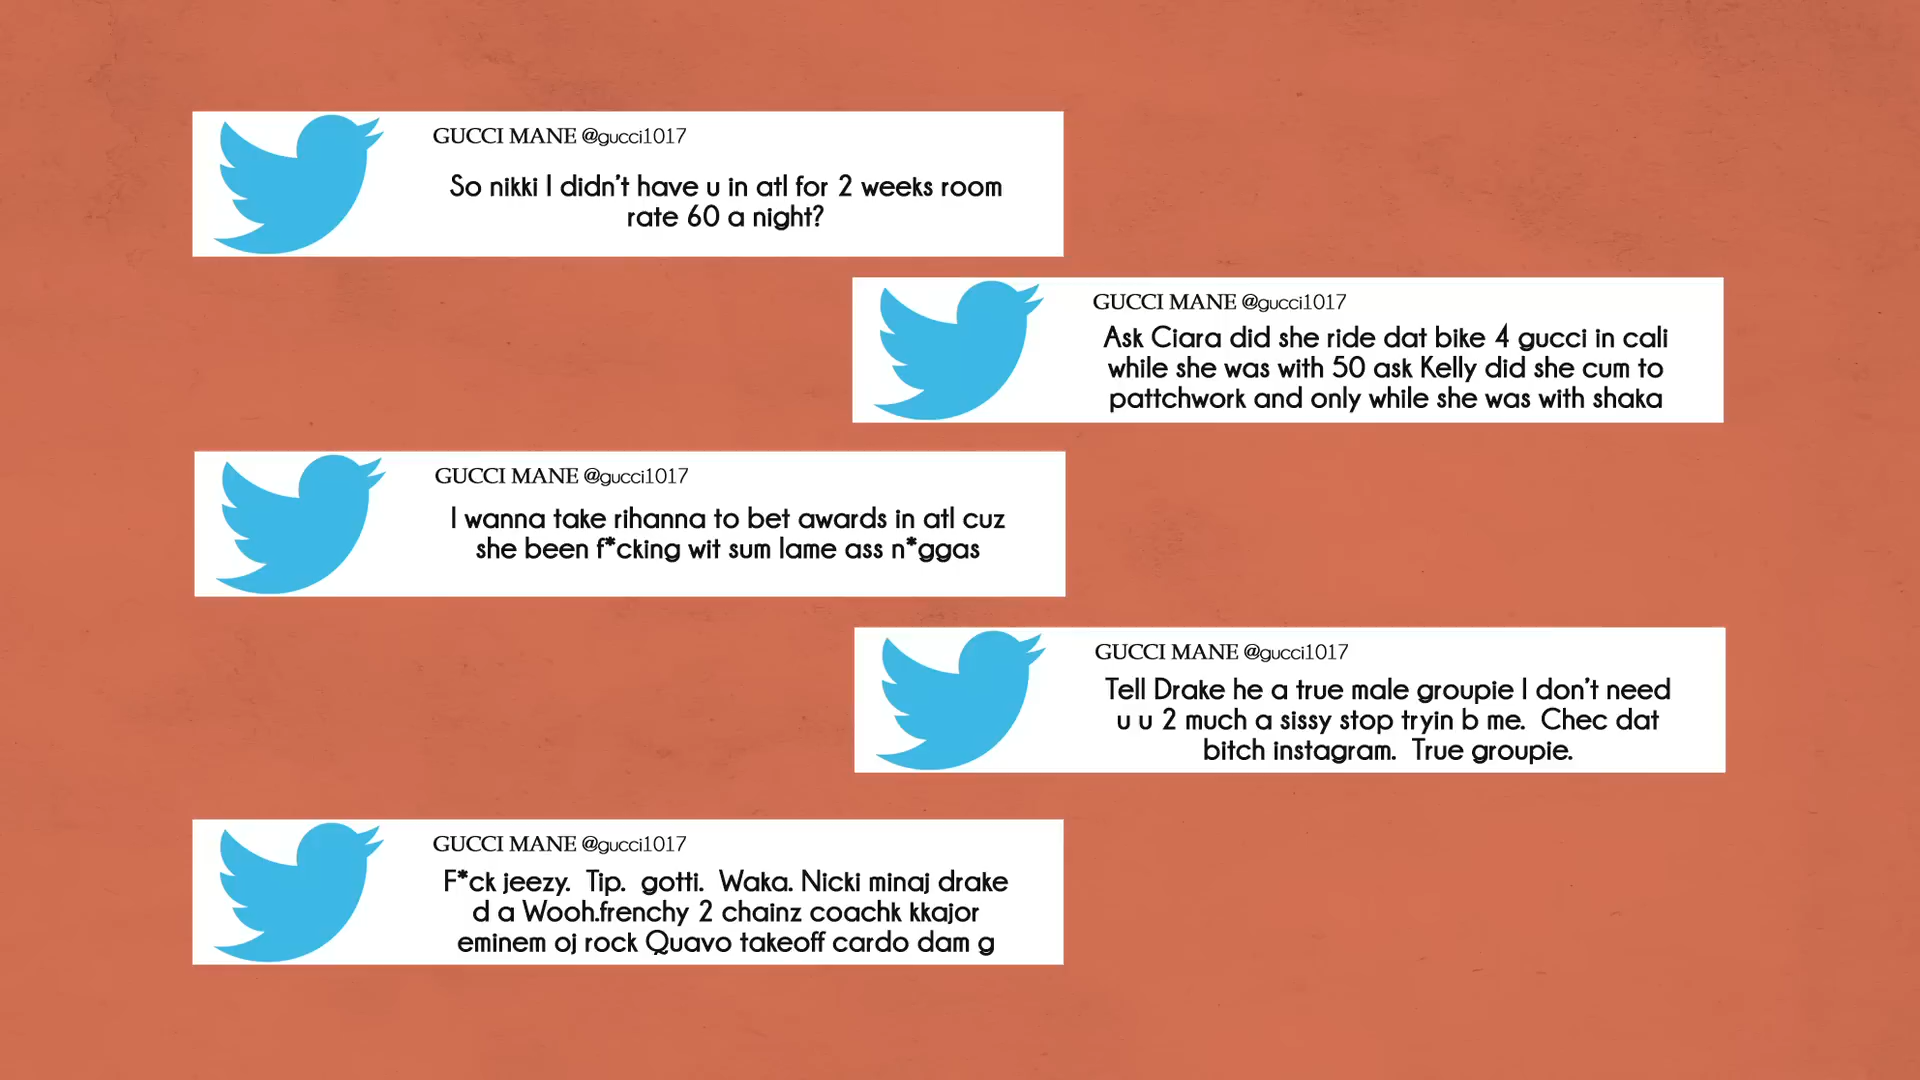 GUCCI MANE @gucci1017
So nikki I didn't have u in atl for 2 weeks room
rate 60 a night?
GUCCI MANE @gucci1017
Ask Ciara did she ride dat bike 4 gucci in cali
while she was with 50 ask Kelly did she cum to
pattchwork and only while she was with shaka
GUCCI MANE @gucci1017
I wanna take rihanna to bet awards in atl cuz
she been f*cking wit sum lame ass n*ggas
GUCCI MANE @gucci1017
Tell Drake he a true male groupie I don't need
u u 2 much a sissy stop tryin b me.  Chec dat
bitch instagram.  True groupie.
GUCCI MANE @gucci1017
F*ck jeezy.  Tip.  gotti.  Waka. Nicki minaj drake
d a Wooh.frenchy 2 chainz coachk kkajor
eminem oj rock Quavo takeoff cardo dam g